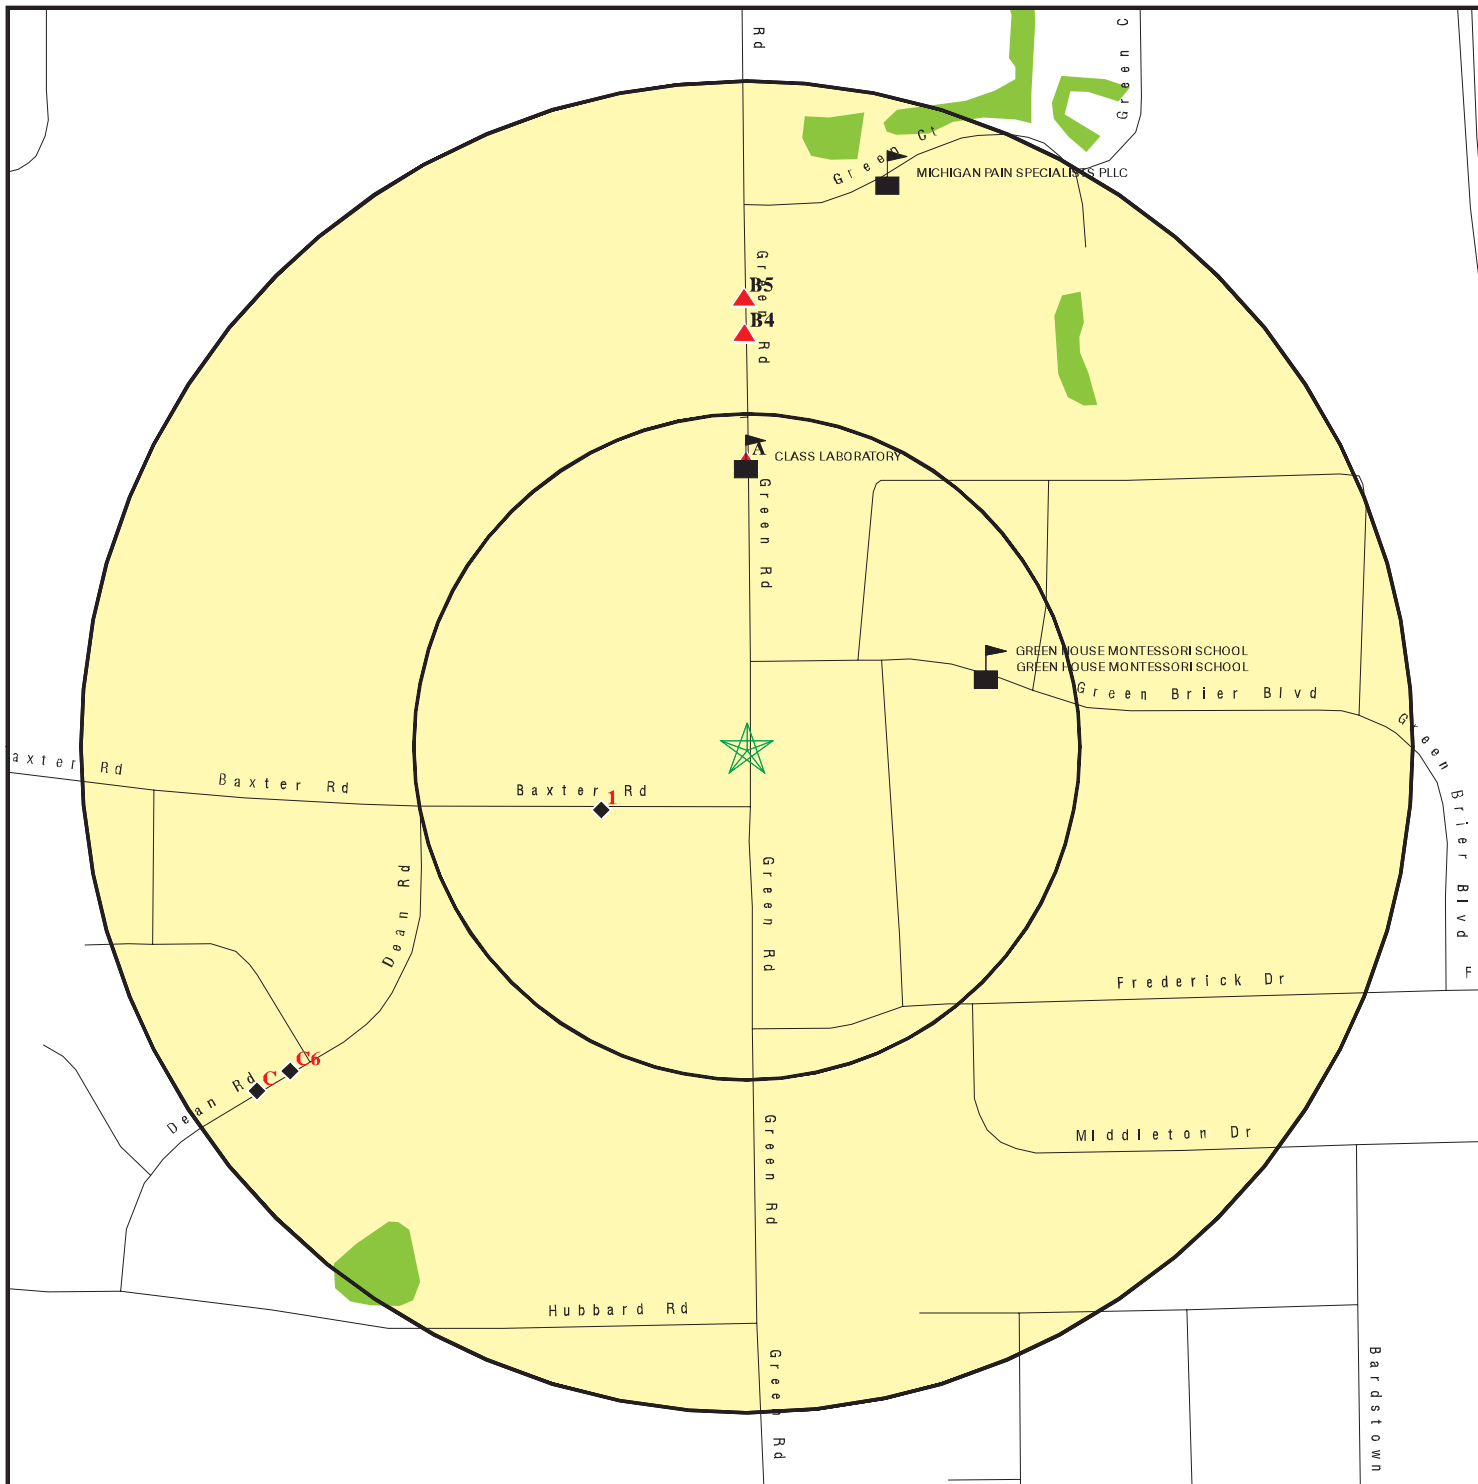 Rd
Green C
Green Ct
MICHIGAN PAIN SPECIALISTS PLLC
Green Rd
B5
B4
A
CLASS LABORATORY
Green Rd
GREEN HOUSE MONTESSORI SCHOOL
GREEN HOUSE MONTESSORI SCHOOL
Green Brier Blvd
Green Brier Blvd
axter Rd
Baxter Rd
Baxter Rd
1
Green Rd
Dean Rd
F
Frederick Dr
C6
C
Dean Rd
Green Rd
Middleton Dr
Hubbard Rd
Green Rd
Bardstown